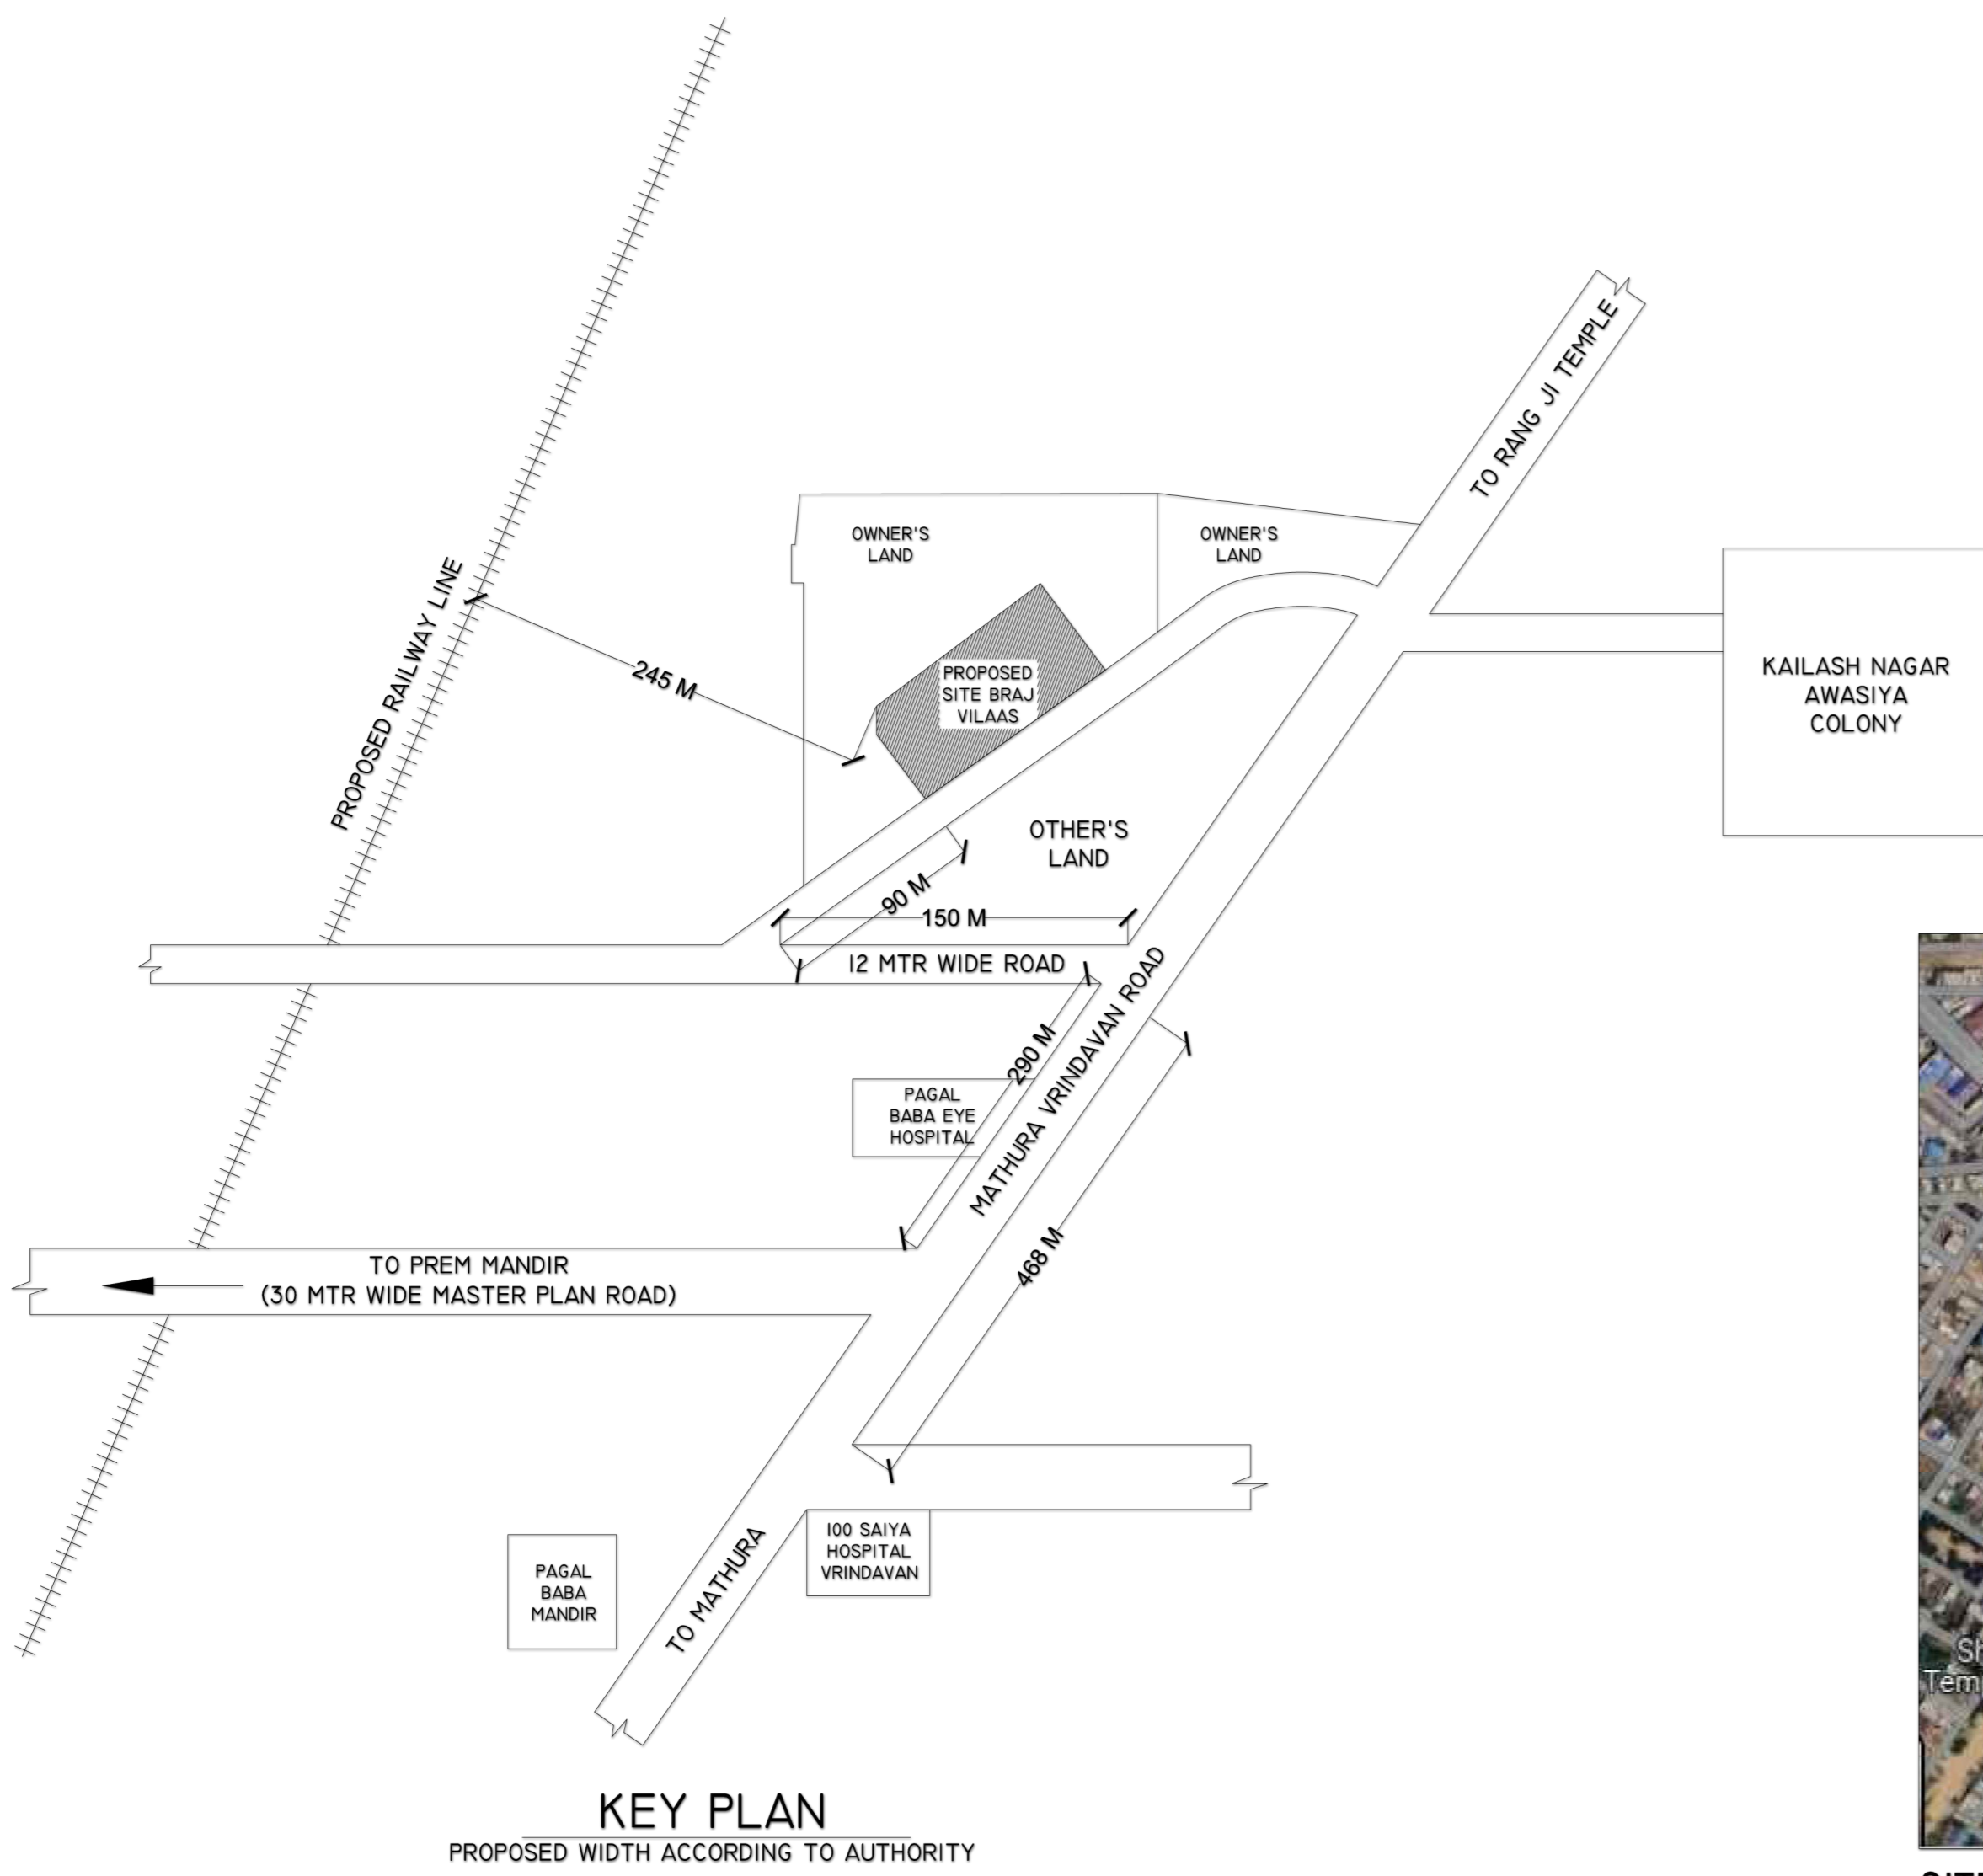 TO RANG JI TEMPLE
OWNER'S
LAND
OWNER'S
LAND
PROPOSED RAILWAY LINE
245 M
PROPOSED
SITE BRAJ
VILAAS
KAILASH NAGAR
AWASIYA
COLONY
OTHER'S
LAND
90 M
150 M
12 MTR WIDE ROAD
290 M
MATHURA VRINDAVAN ROAD
PAGAL
BABA EYE
HOSPITAL
468 M
TO PREM MANDIR
(30 MTR WIDE MASTER PLAN ROAD)
100 SAIYA
HOSPITAL
VRINDAVAN
PAGAL
BABA
MANDIR
TO MATHURA
KEY PLAN
PROPOSED WIDTH ACCORDING TO AUTHORITY